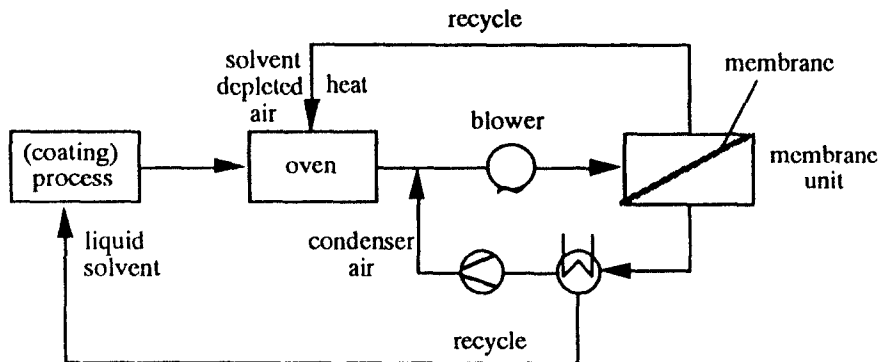 recycle
solvent
depleted
air
heat
membrane
blower
(coating)
process
oven
membrane
unit
liquid
solvent
condenser
air
recycle